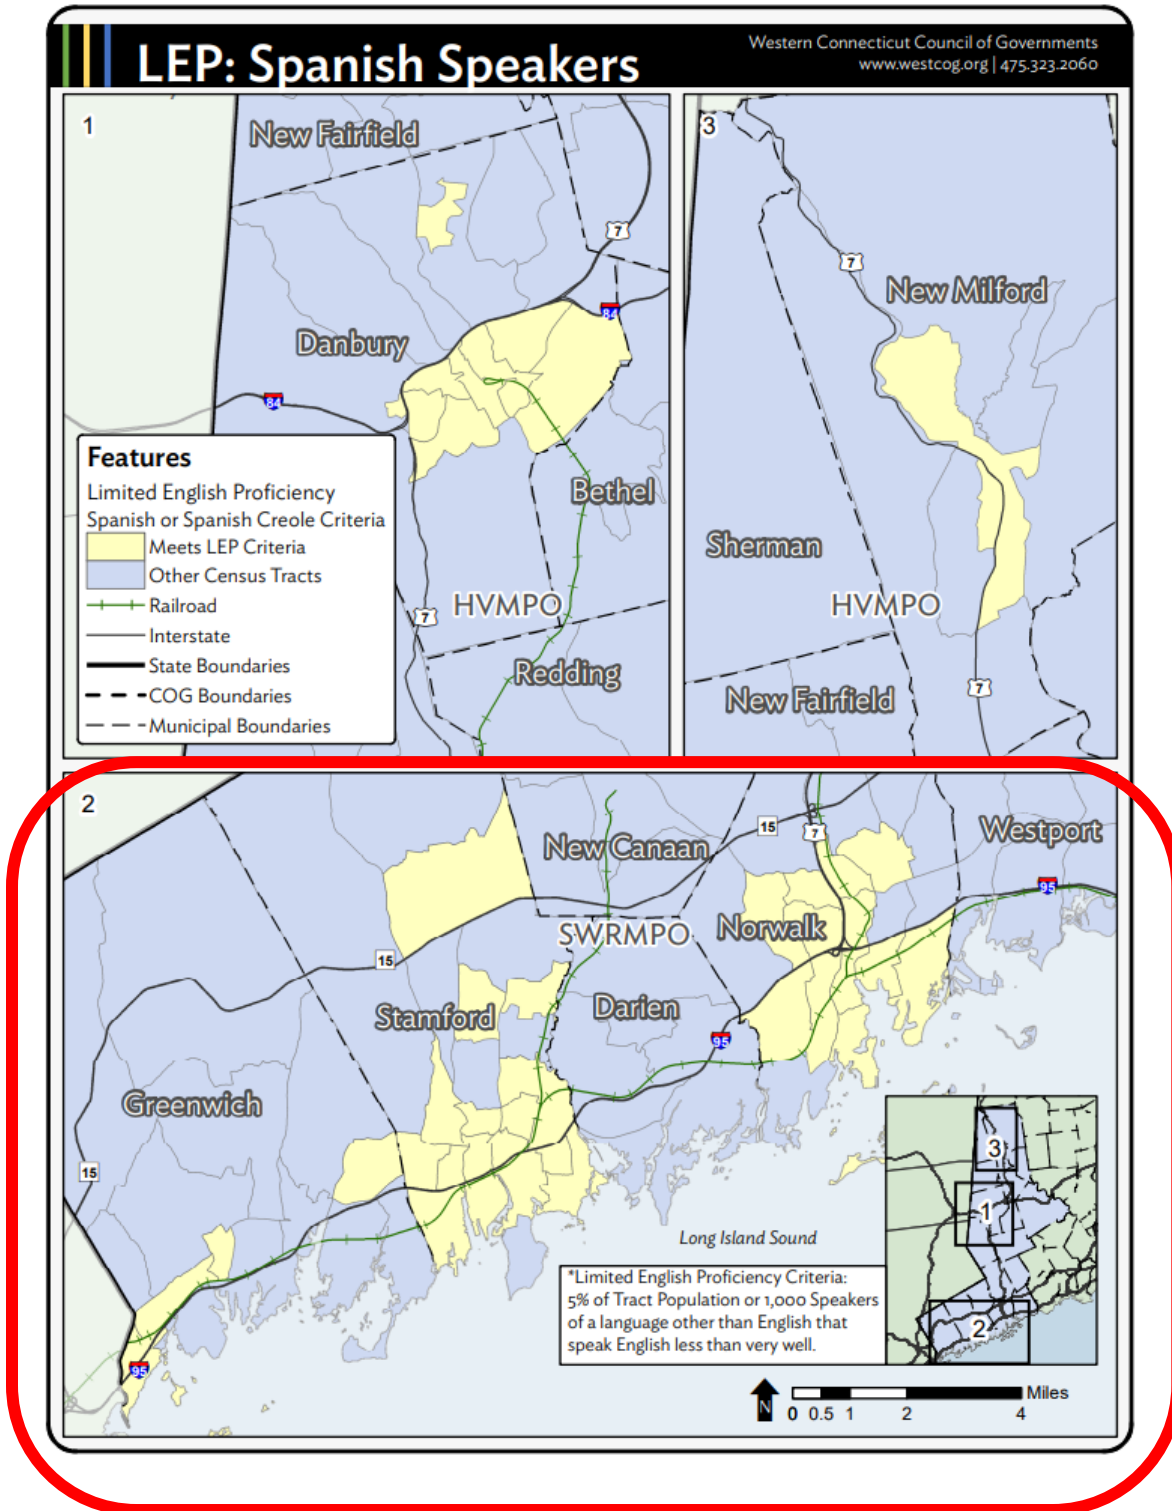 LEP: Spanish Speakers
Western Connecticut Council of Governments
www.westcog.org | 475.323.2060
1
New Fairfield
7
84
Danbury
84
Bethel
HVMPO
7
Redding
Features
Limited English Proficiency
Spanish or Spanish Creole Criteria
Meets LEP Criteria
Other Census Tracts
Railroad
Interstate
State Boundaries
COG Boundaries
Municipal Boundaries
3
7
New Milford
Sherman
HVMPO
New Fairfield
7
2
New Canaan
15
7
Westport
95
SWRMPO
Norwalk
15
Stamford
Darien
95
Greenwich
15
95
Long Island Sound
*Limited English Proficiency Criteria:
5% of Tract Population or 1,000 Speakers
of a language other than English that
speak English less than very well.
3
1
2
N
Miles
0 0.5 1 2 4